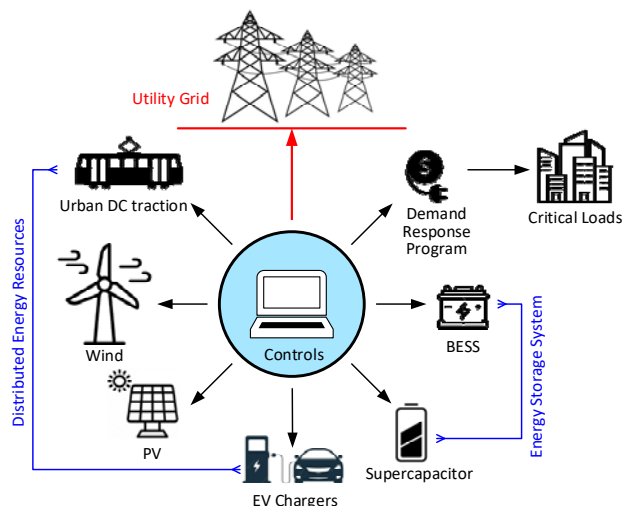 Utility Grid
Urban DC traction
Demand
Response
Program
Critical Loads
Distributed Energy Resources
Wind
Controls
BESS
Energy Storage System
PV
Supercapacitor
EV Chargers
S